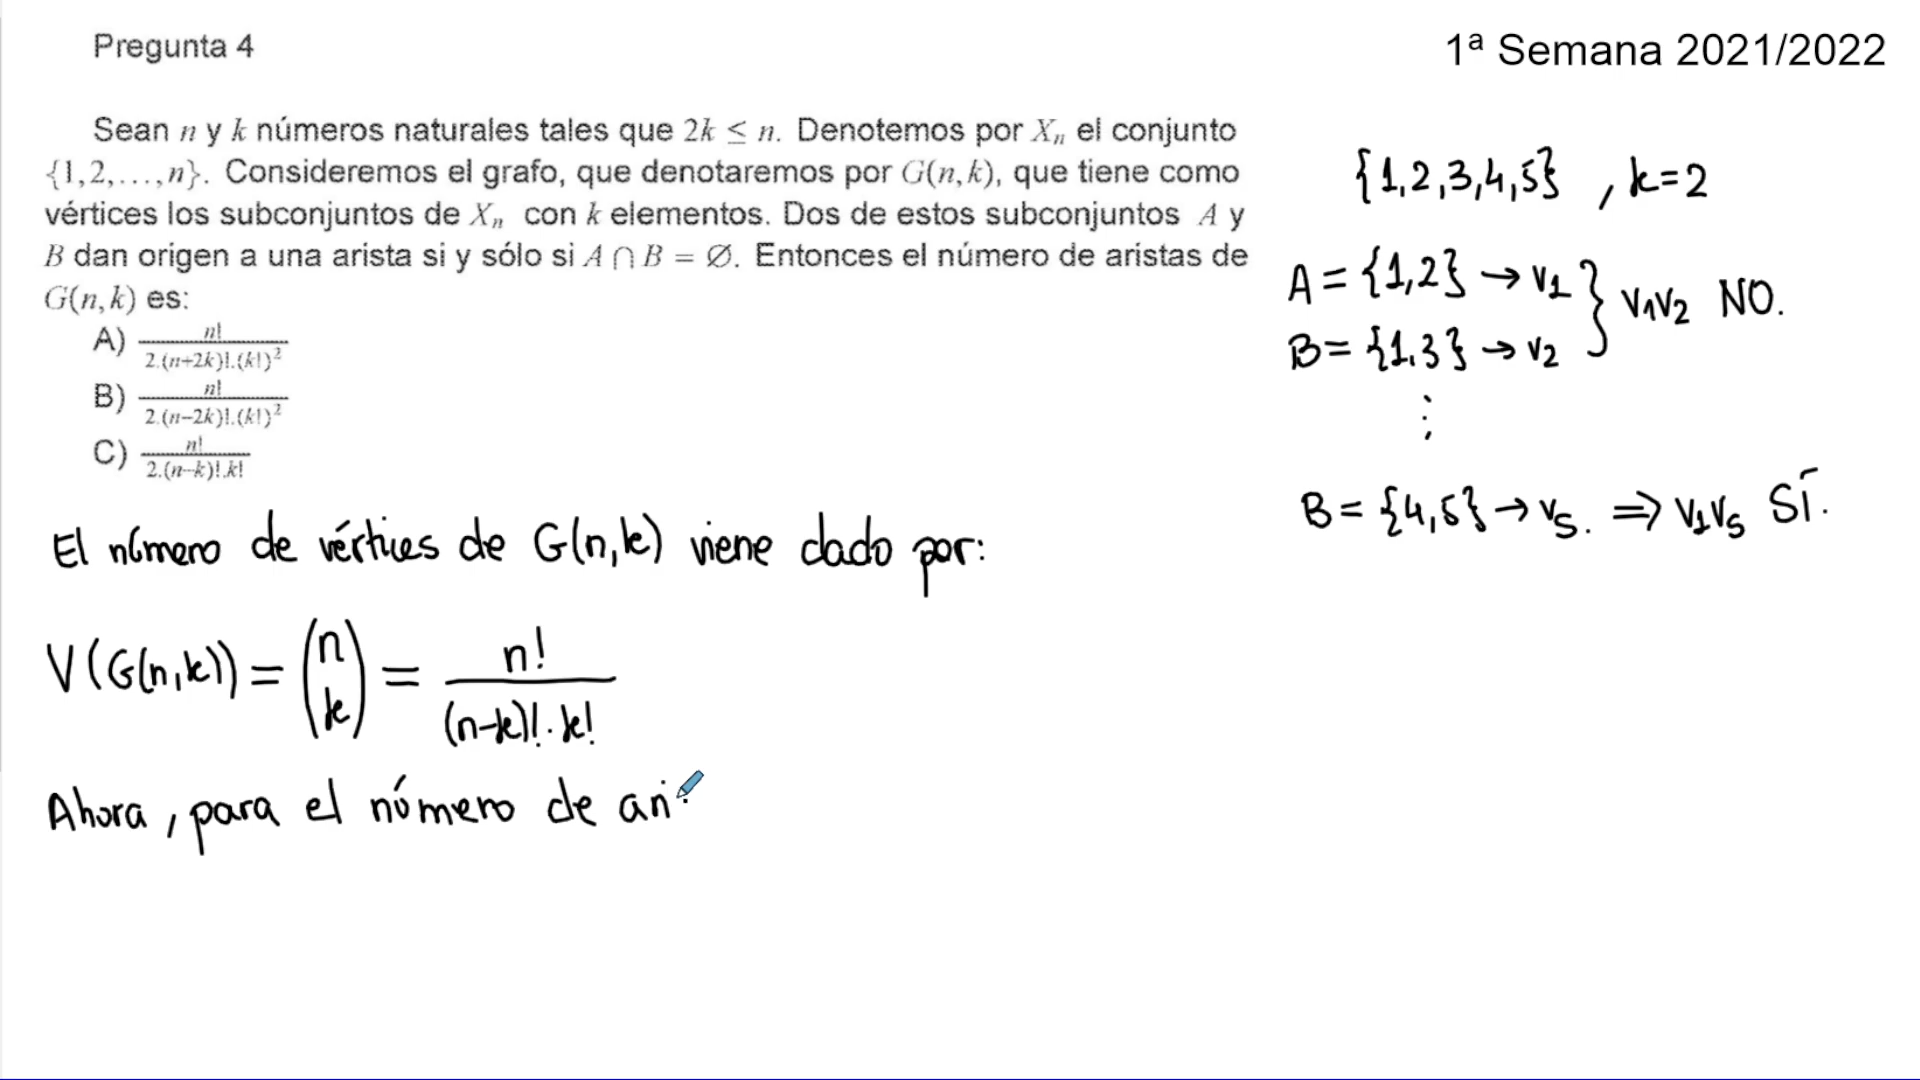 Pregunta 4
1ª Semana 2021/2022
Sean n y k números naturales tales que 2k ≤ n. Denotemos por Xₙ el conjunto
{1,2,…,n}. Consideremos el grafo, que denotaremos por G(n,k), que tiene como
vértices los subconjuntos de Xₙ con k elementos. Dos de estos subconjuntos A y
B dan origen a una arista si y sólo si A ∩ B = ∅. Entonces el número de aristas de
G(n,k) es:
A) n! / 2.(n+2k)!.(k!)²
B) n! / 2.(n−2k)!.(k!)²
C) n! / 2.(n−k)!.k!
{1,2,3,4,5} , k=2
A = {1,2} → v₁ } v₁v₂ NO.
B = {1,3} → v₂
⋮
B = {4,5} → v₅. ⇒ v₁v₅ SÍ.
El número de vértices de G(n,k) viene dado por:
V(G(n,k)) = (n k) = n! / (n-k)!·k!
Ahora, para el número de ari